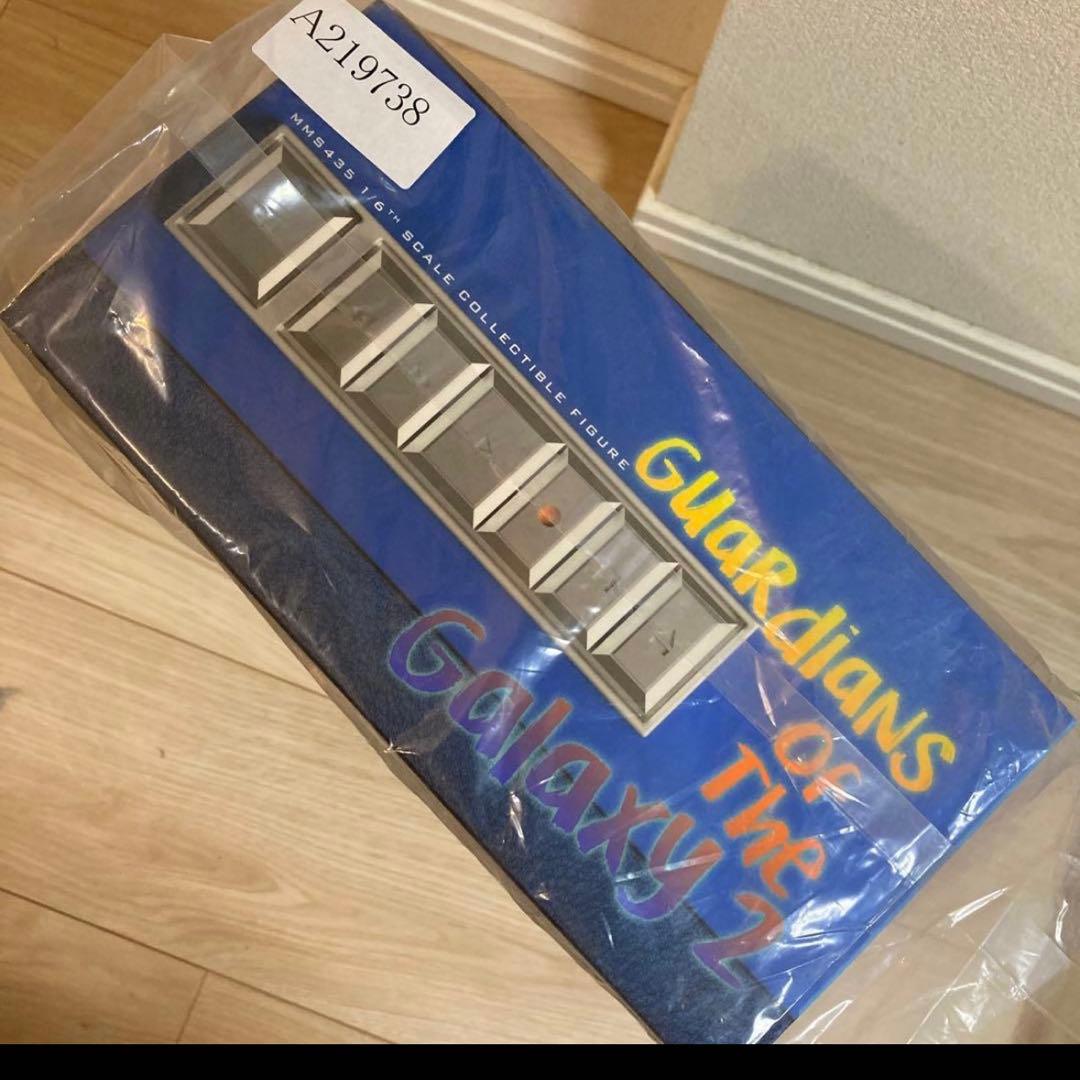 A219738
MMS435 1/6TH SCALE COLLECTIBLE FIGURE
GUARdiaNS
Of
The
Galaxy 2